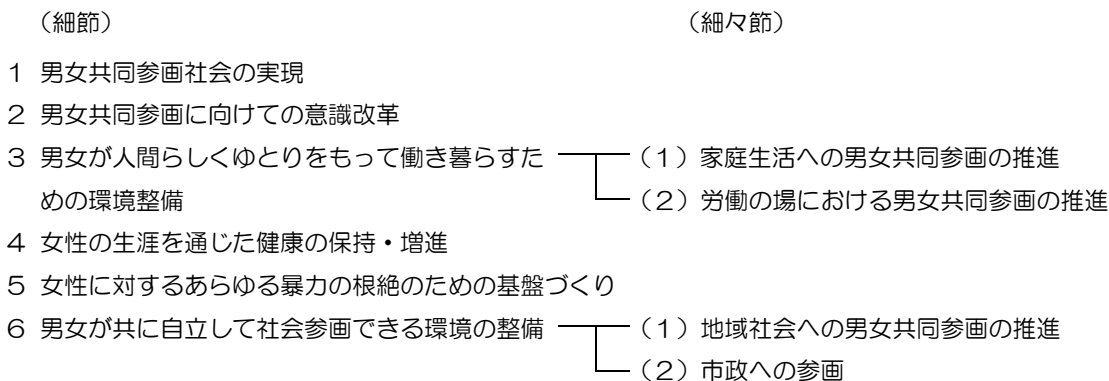 （細節） （細々節）
１ 男女共同参画社会の実現
２ 男女共同参画に向けての意識改革
３ 男女が人間らしくゆとりをもって働き暮らすた （１）家庭生活への男女共同参画の推進
めの環境整備 （２）労働の場における男女共同参画の推進
４ 女性の生涯を通じた健康の保持・増進
５ 女性に対するあらゆる暴力の根絶のための基盤づくり
６ 男女が共に自立して社会参画できる環境の整備 （１）地域社会への男女共同参画の推進
（２）市政への参画